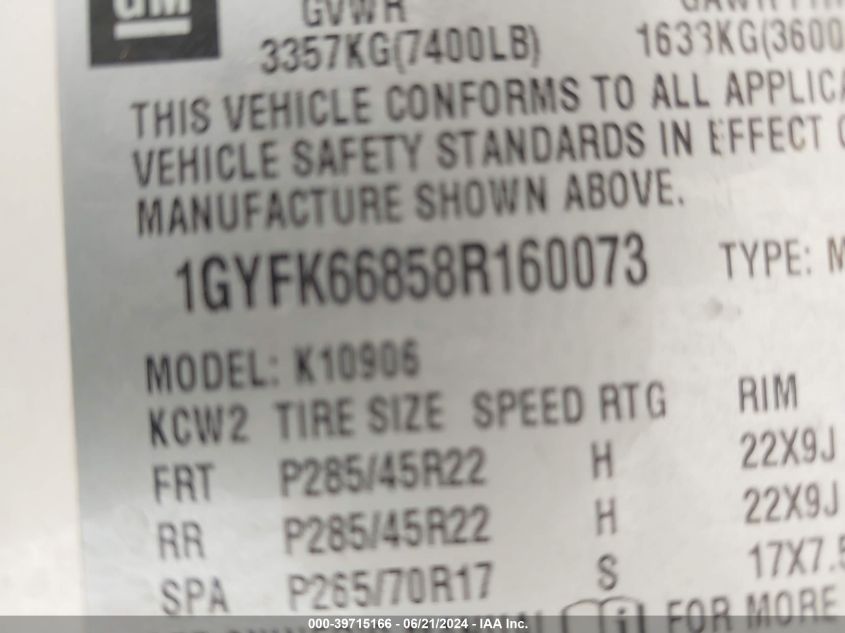 GM
GVWR
3357KG(7400LB) 1633KG(3600
THIS VEHICLE CONFORMS TO ALL
VEHICLE SAFETY STANDARDS IN EFFECT
MANUFACTURE SHOWN ABOVE.
1GYFK66858R160073 TYPE:
MODEL: K10906
KCW2 TIRE SIZE SPEED RTG RIM
FRT P285/45R22 H 22X9J
RR P285/45R22 H 22X9J
SPA P265/70R17 S 17X7.5
FOR MORE
000-39715166 - 06/21/2024 - IAA Inc.